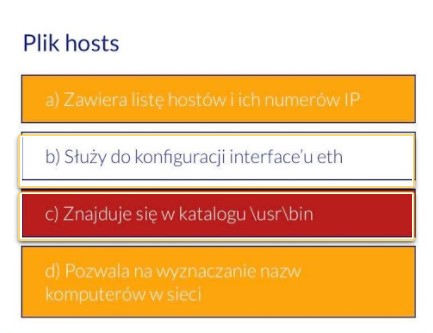 Plik hosts
a) Zawiera listę hostów i ich numerów IP
b) Służy do konfiguracji interface'u eth
c) Znajduje się w katalogu \usr\bin
d) Pozwala na wyznaczanie nazw
komputerów w sieci